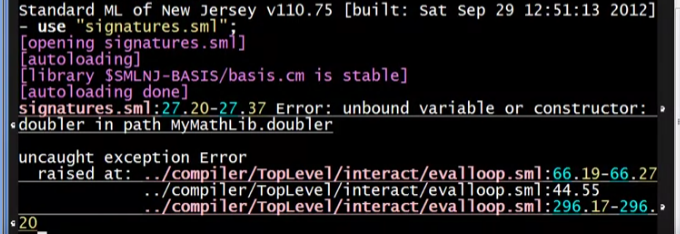 Standard ML of New Jersey v110.75 [built: Sat Sep 29 12:51:13 2012]
- use "signatures.sml";
[opening signatures.sml]
[autoloading]
[library $SMLNJ-BASIS/basis.cm is stable]
[autoloading done]
signatures.sml:27.20-27.37 Error: unbound variable or constructor:
doubler in path MyMathLib.doubler
uncaught exception Error
raised at: ../compiler/TopLevel/interact/evalloop.sml:66.19-66.27
../compiler/TopLevel/interact/evalloop.sml:44.55
../compiler/TopLevel/interact/evalloop.sml:296.17-296.
20